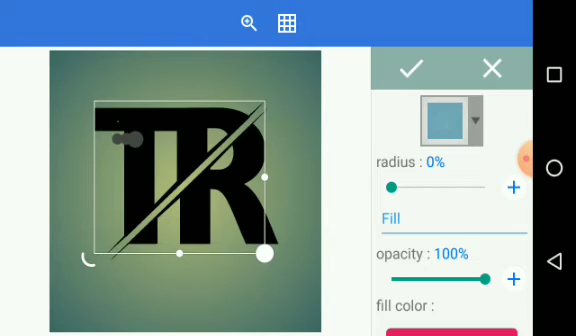 TR
radius : 0%
Fill
opacity : 100%
fill color :